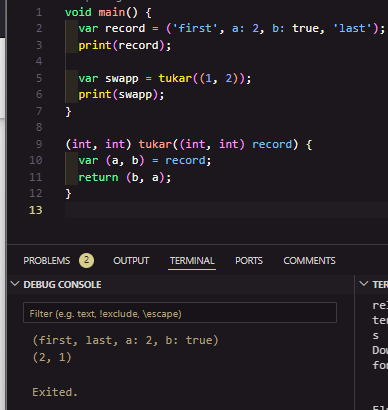 1 void main() {
2 var record = ('first', a: 2, b: true, 'last');
3 print(record);
4
5 var swapp = tukar((1, 2));
6 print(swapp);
7 }
8
9 (int, int) tukar((int, int) record) {
10 var (a, b) = record;
11 return (b, a);
12 }
13
PROBLEMS 2 OUTPUT TERMINAL PORTS COMMENTS
DEBUG CONSOLE
Filter (e.g. text, !exclude, \escape)
(first, last, a: 2, b: true)
(2, 1)
Exited.
TER
rel
ter
s
Dow
for